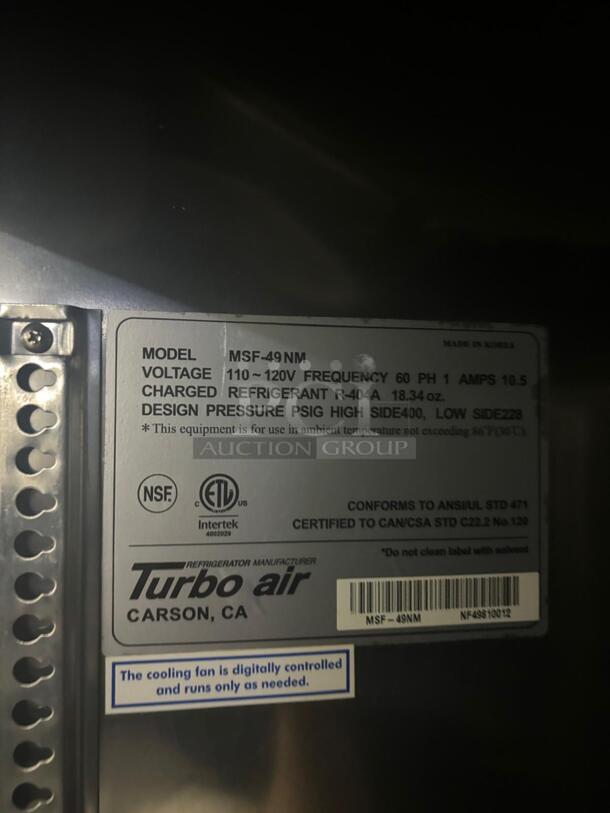 MADE IN KOREA
MODEL MSF-49NM
VOLTAGE 110~120V FREQUENCY 60 PH 1 AMPS 10.5
CHARGED REFRIGERANT R-404A 18.34 oz.
DESIGN PRESSURE PSIG HIGH SIDE400, LOW SIDE228
*This equipment is for use in ambient temperature not exceeding 86°F(30℃).
AUCTION GROUP
NSF
C ETL US
Intertek
4002029
CONFORMS TO ANSI/UL STD 471
CERTIFIED TO CAN/CSA STD C22.2 No.120
*Do not clean label with solvent
REFRIGERATOR MANUFACTURER
Turbo air
CARSON, CA
MSF-49NM NF49810012
The cooling fan is digitally controlled
and runs only as needed.